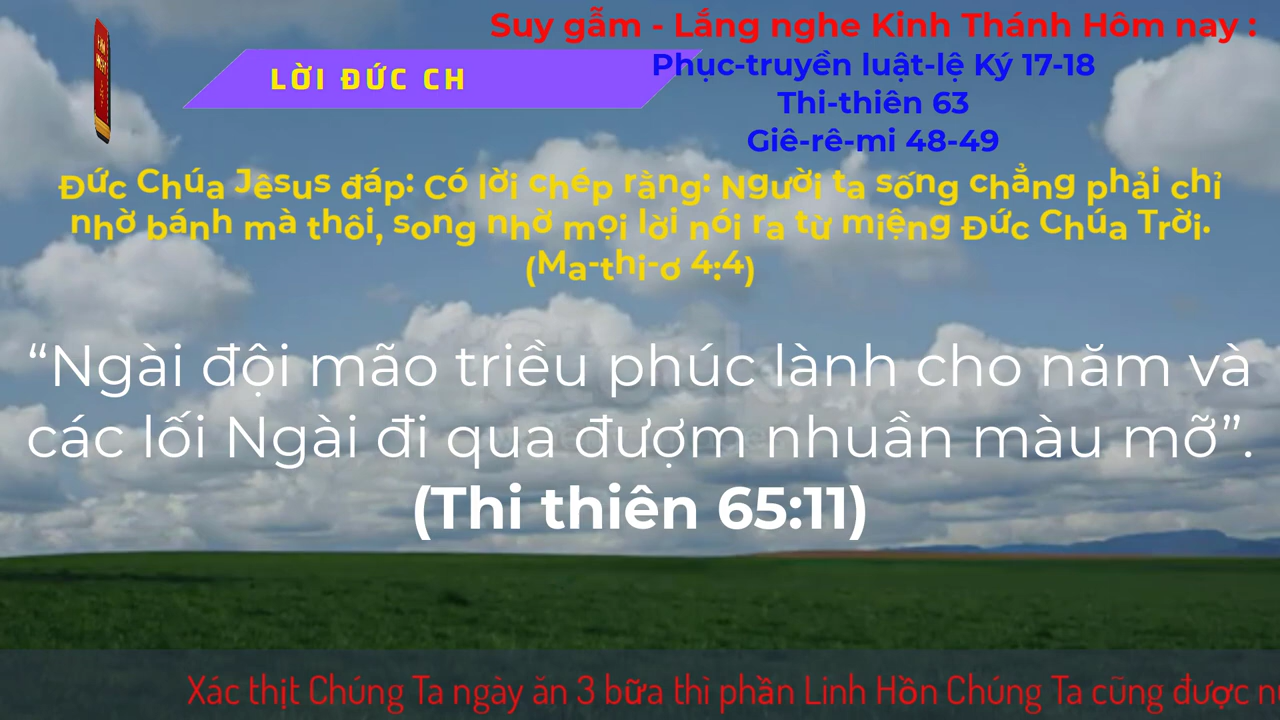 Suy gẫm - Lắng nghe Kinh Thánh Hôm nay :
LỜI ĐỨC CH
Phục-truyền luật-lệ Ký 17-18
Thi-thiên 63
Giê-rê-mi 48-49
Đức Chúa Jêsus đáp: Có lời chép rằng: Người ta sống chẳng phải chỉ
nhờ bánh mà thôi, song nhờ mọi lời nói ra từ miệng Đức Chúa Trời.
(Ma-thi-ơ 4:4)
“Ngài đội mão triều phúc lành cho năm và
các lối Ngài đi qua đượm nhuần màu mỡ”.
(Thi thiên 65:11)
Xác thịt Chúng Ta ngày ăn 3 bữa thì phần Linh Hồn Chúng Ta cũng được